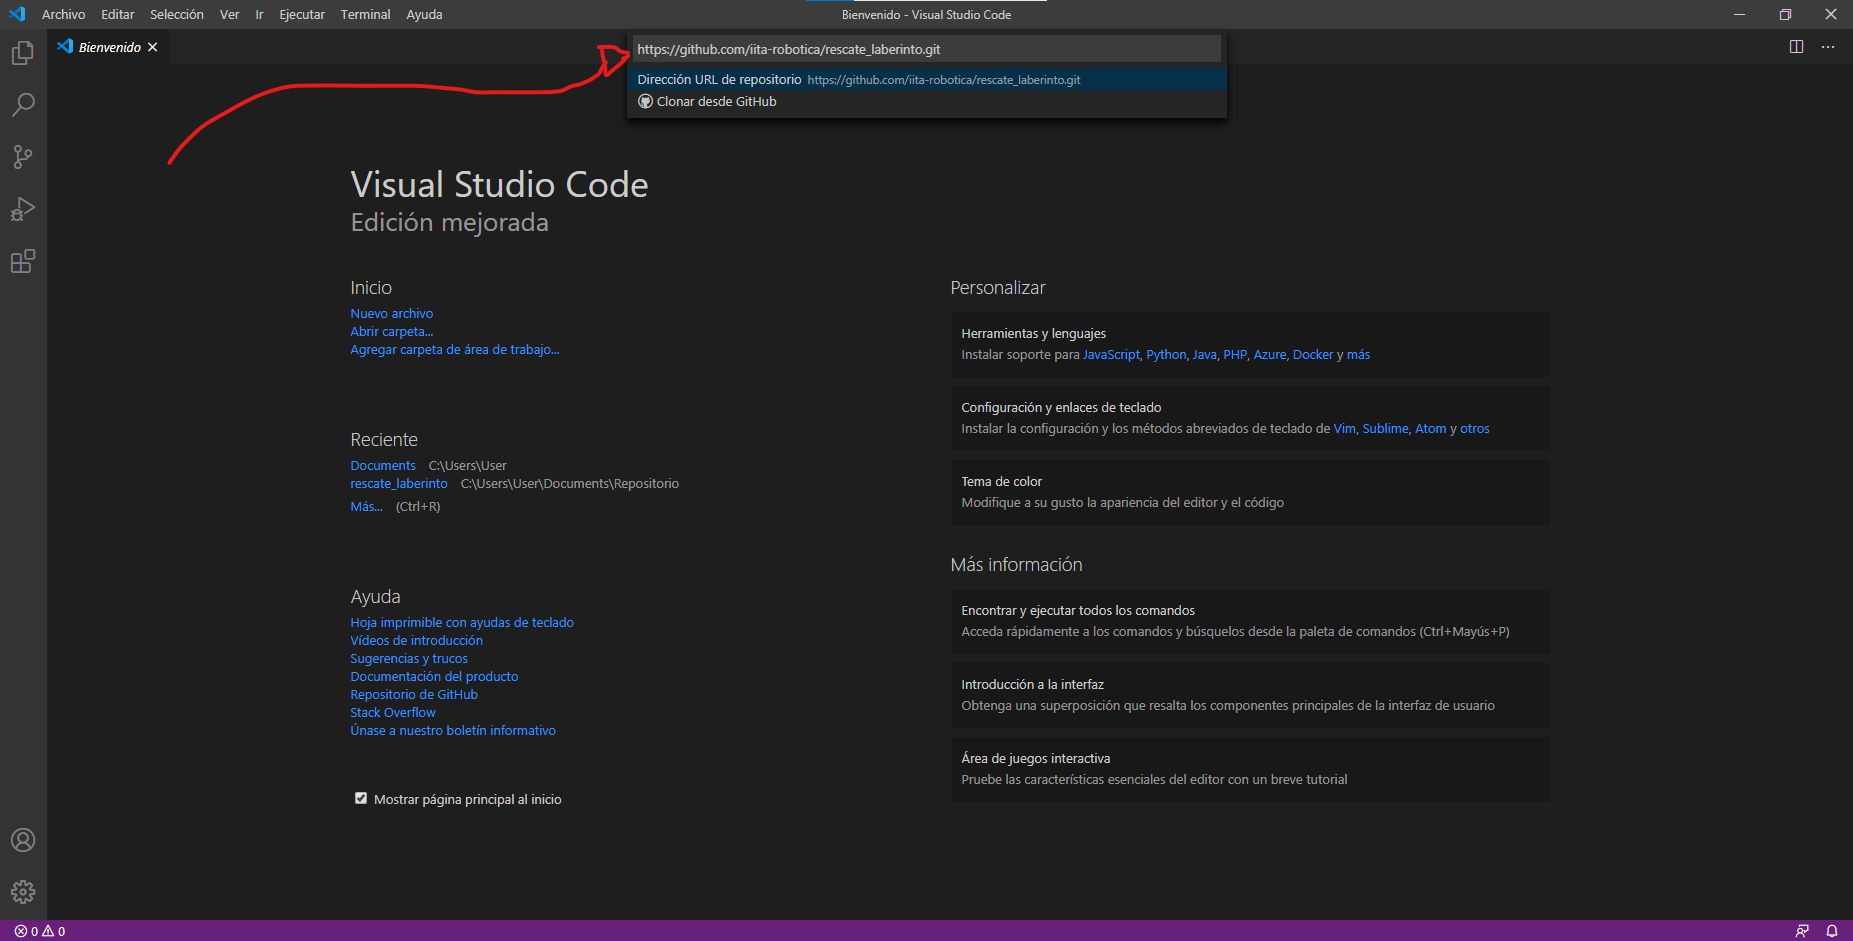 Archivo Editar Selección Ver Ir Ejecutar Terminal Ayuda
Bienvenido - Visual Studio Code
Bienvenido
https://github.com/iita-robotica/rescate_laberinto.git
Dirección URL de repositorio https://github.com/iita-robotica/rescate_laberinto.git
Clonar desde GitHub
Visual Studio Code
Edición mejorada
Inicio
Nuevo archivo
Abrir carpeta...
Agregar carpeta de área de trabajo...
Reciente
Documents C:\Users\User
rescate_laberinto C:\Users\User\Documents\Repositorio
Más... (Ctrl+R)
Ayuda
Hoja imprimible con ayudas de teclado
Vídeos de introducción
Sugerencias y trucos
Documentación del producto
Repositorio de GitHub
Stack Overflow
Únase a nuestro boletín informativo
Mostrar página principal al inicio
Personalizar
Herramientas y lenguajes
Instalar soporte para JavaScript, Python, Java, PHP, Azure, Docker y más
Configuración y enlaces de teclado
Instalar la configuración y los métodos abreviados de teclado de Vim, Sublime, Atom y otros
Tema de color
Modifique a su gusto la apariencia del editor y el código
Más información
Encontrar y ejecutar todos los comandos
Acceda rápidamente a los comandos y búsquelos desde la paleta de comandos (Ctrl+Mayús+P)
Introducción a la interfaz
Obtenga una superposición que resalta los componentes principales de la interfaz de usuario
Área de juegos interactiva
Pruebe las características esenciales del editor con un breve tutorial
0 0